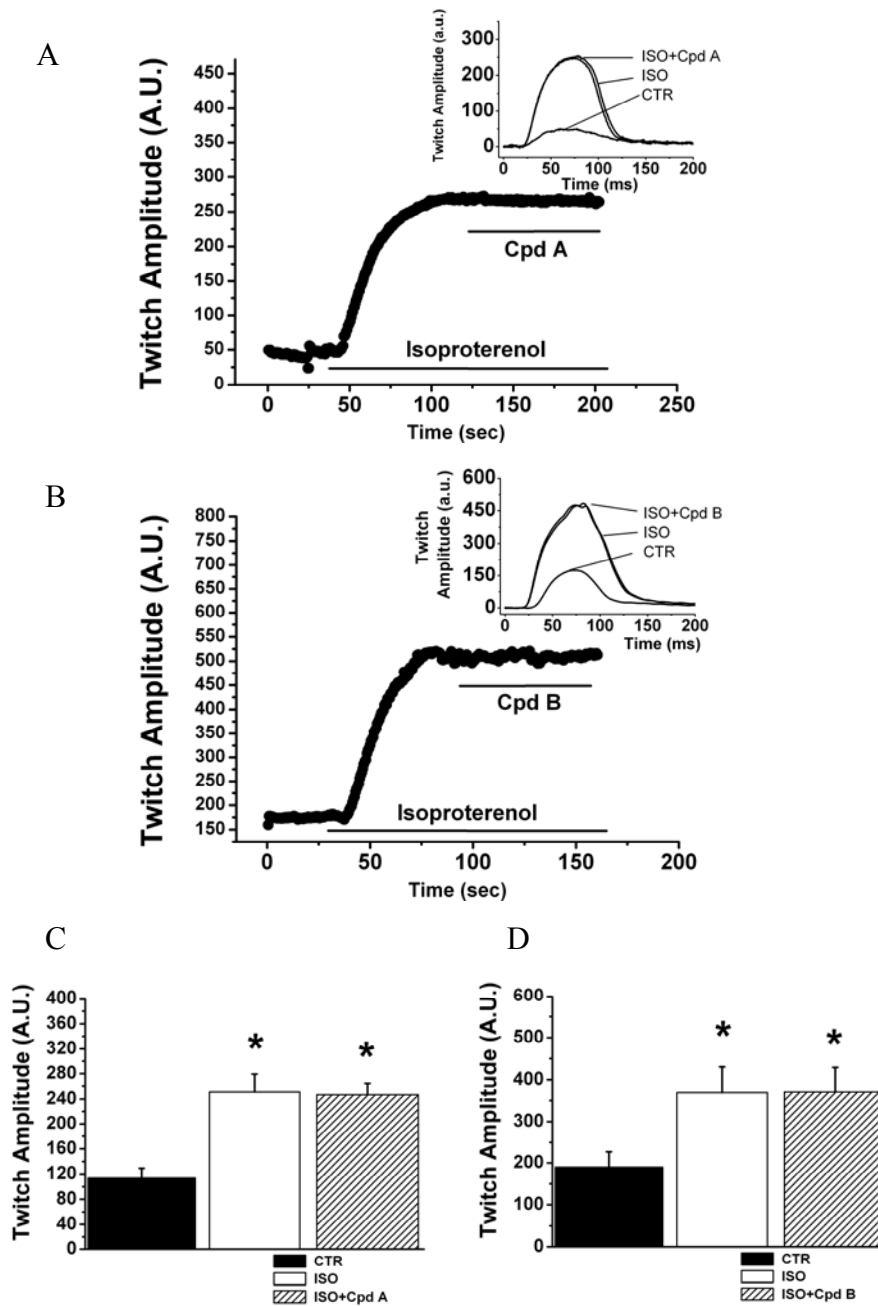 A
Twitch Amplitude (A.U.)
450
400
350
300
250
200
150
100
50
0
0 50 100 150 200 250
Time (sec)
Cpd A
Isoproterenol
Twitch Amplitude (a.u.)
300
200
100
0
0 50 100 150 200
Time (ms)
ISO+Cpd A
ISO
CTR
B
Twitch Amplitude (A.U.)
800
750
700
650
600
550
500
450
400
350
300
250
200
150
0 50 100 150 200
Time (sec)
Cpd B
Isoproterenol
Twitch
Amplitude (a.u.)
600
450
300
150
0
0 50 100 150 200
Time (ms)
ISO+Cpd B
ISO
CTR
C
Twitch Amplitude (A.U.)
400
360
320
280
240
200
160
120
80
40
0
*
*
CTR
ISO
ISO+Cpd A
D
Twitch Amplitude (A.U.)
600
500
400
300
200
100
0
*
*
CTR
ISO
ISO+Cpd B